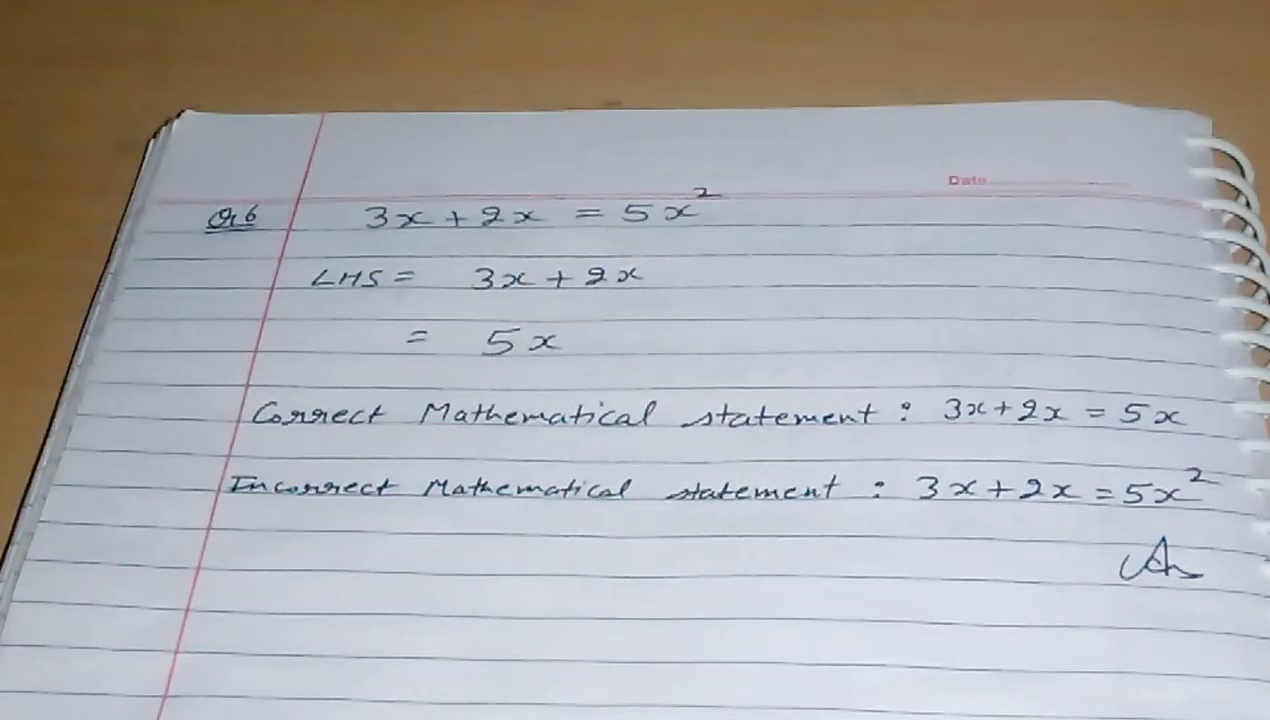 Date
Q.6 3x + 2x = 5x²
LHS = 3x + 2x
= 5x
Correct Mathematical statement : 3x + 2x = 5x
Incorrect Mathematical statement : 3x + 2x = 5x²